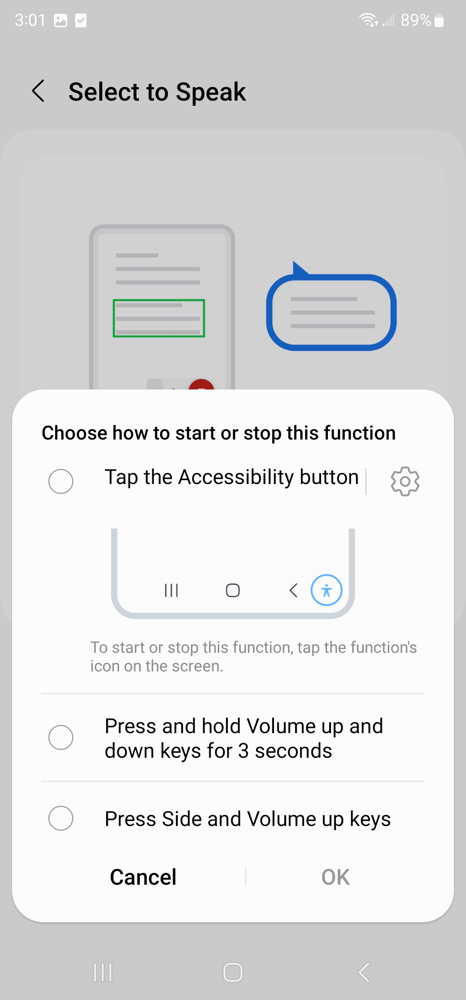 3:01
89%
Select to Speak
Choose how to start or stop this function
Tap the Accessibility button
To start or stop this function, tap the function's
icon on the screen.
Press and hold Volume up and
down keys for 3 seconds
Press Side and Volume up keys
Cancel
OK